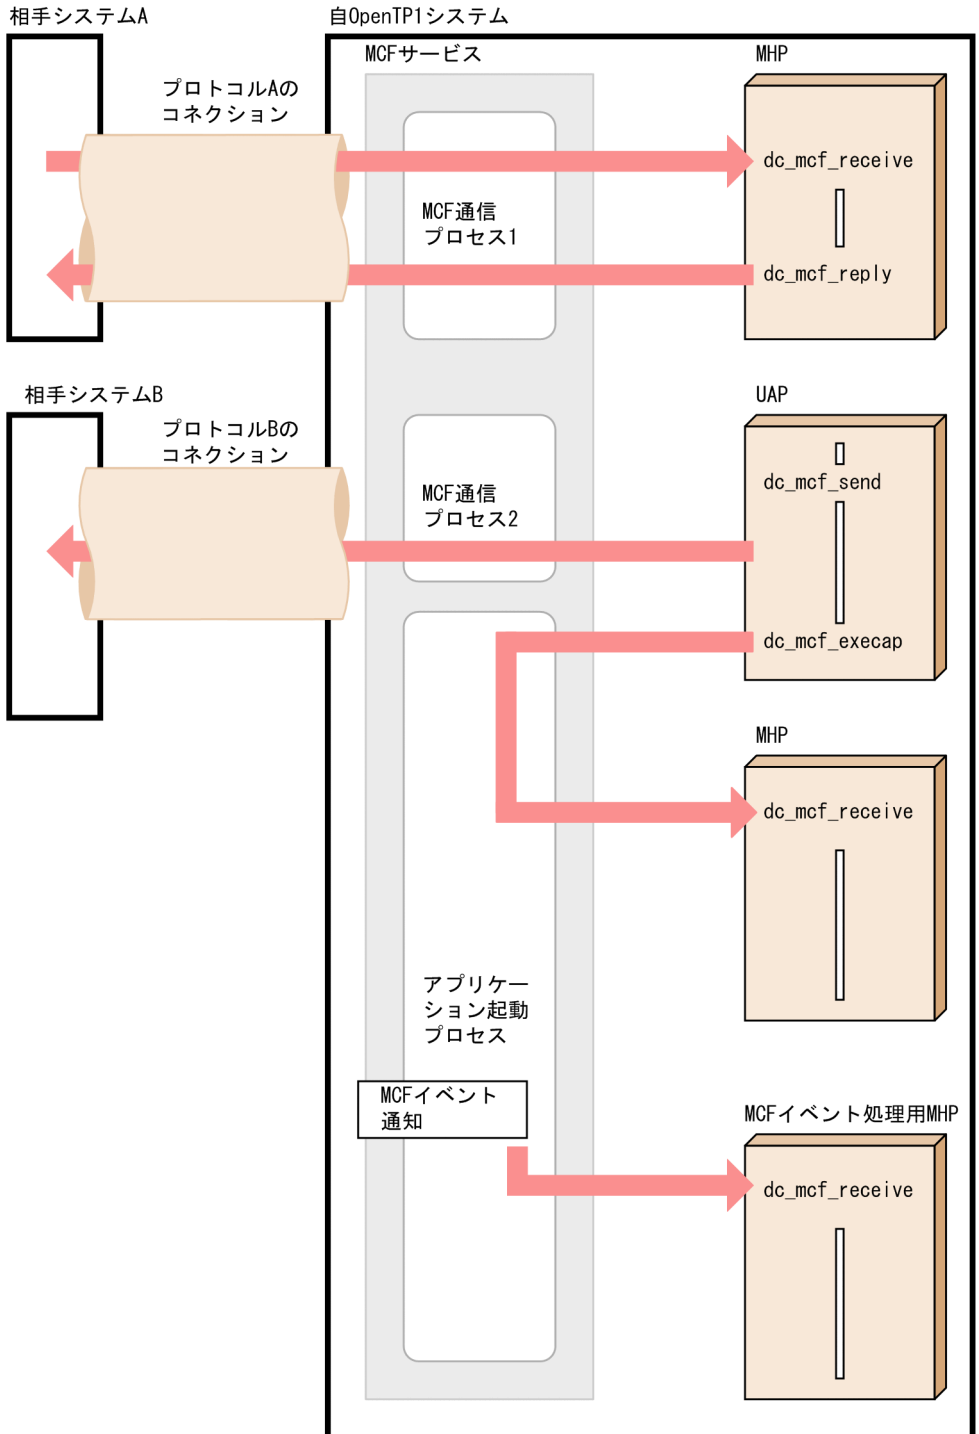 相手システムA
自OpenTP1システム
MCFサービス
MHP
プロトコルAの
コネクション
dc_mcf_receive
MCF通信
プロセス1
dc_mcf_reply
相手システムB
UAP
プロトコルBの
コネクション
dc_mcf_send
MCF通信
プロセス2
dc_mcf_execap
MHP
dc_mcf_receive
アプリケー
ション起動
プロセス
MCFイベント
通知
MCFイベント処理用MHP
dc_mcf_receive